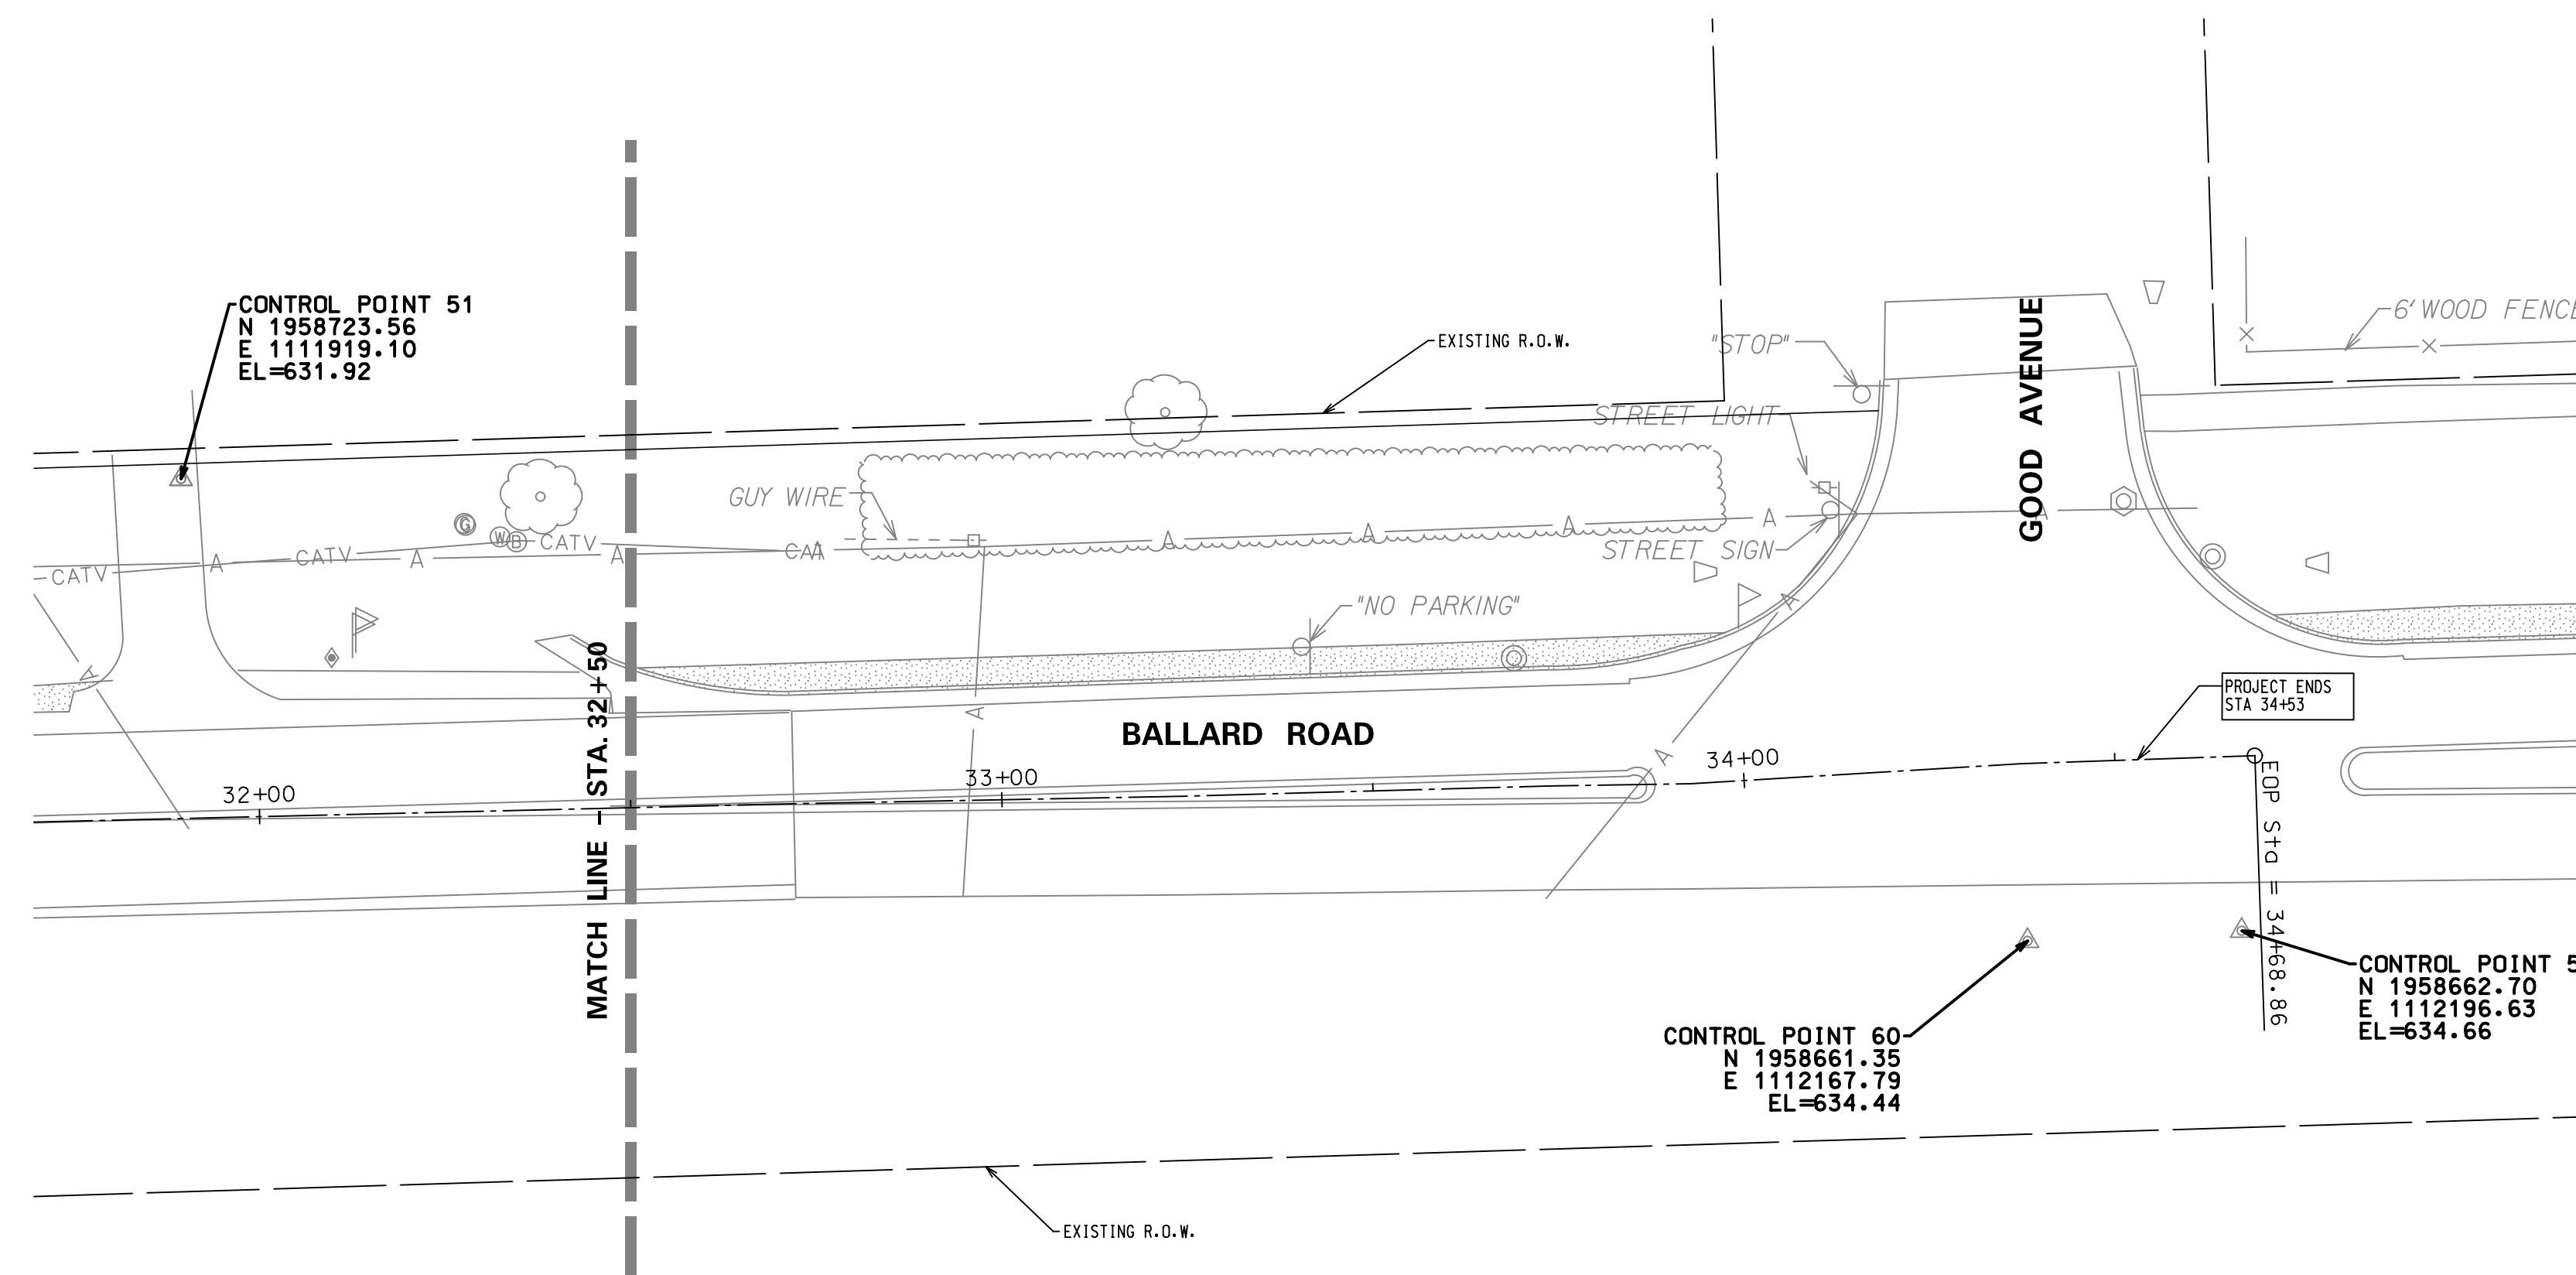 CONTROL POINT 51
N 1958723.56
E 1111919.10
EL=631.92
EXISTING R.O.W.
"STOP"
STREET LIGHT
GOOD AVENUE
6' WOOD FENCE
GUY WIRE
STREET SIGN
"NO PARKING"
CATV
A
CATV
A
CATV
A
CA
A
A
A
A
A
A
G
W
B
A
A
A
A
MATCH LINE - STA. 32+50
BALLARD ROAD
32+00
33+00
34+00
PROJECT ENDS
STA 34+53
EOP Sta = 34+68.86
CONTROL POINT 5
N 1958662.70
E 1112196.63
EL=634.66
CONTROL POINT 60
N 1958661.35
E 1112167.79
EL=634.44
EXISTING R.O.W.